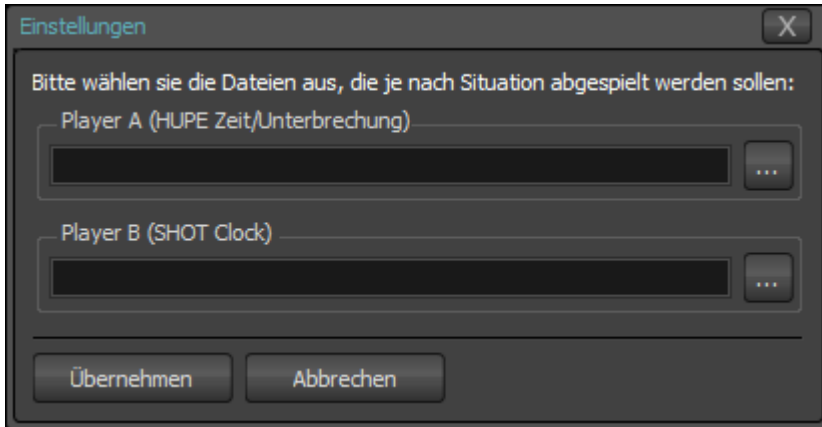 Einstellungen
X
Bitte wählen sie die Dateien aus, die je nach Situation abgespielt werden sollen:
Player A (HUPE Zeit/Unterbrechung)
...
Player B (SHOT Clock)
...
Übernehmen
Abbrechen